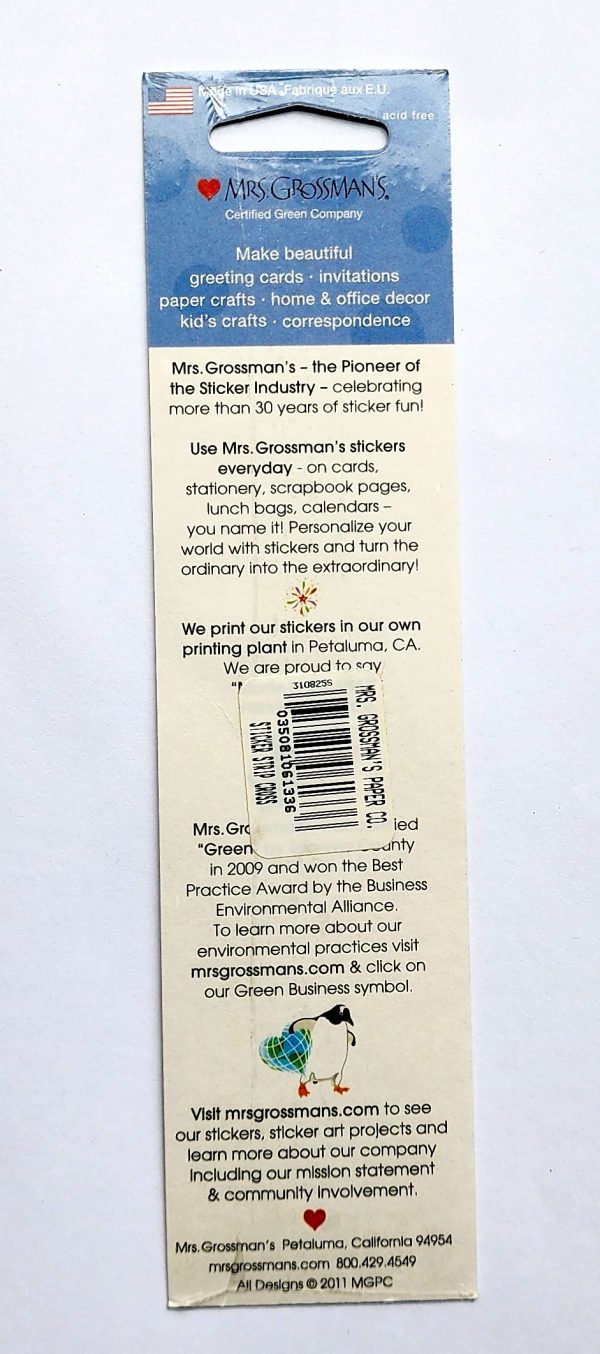 Made in USA Fabriqué aux E.U.
acid free
MRS. GROSSMAN'S®
Certified Green Company
Make beautiful
greeting cards · invitations
paper crafts · home & office decor
kid's crafts · correspondence
Mrs. Grossman's – the Pioneer of
the Sticker Industry – celebrating
more than 30 years of sticker fun!
Use Mrs. Grossman's stickers
everyday - on cards,
stationery, scrapbook pages,
lunch bags, calendars –
you name it! Personalize your
world with stickers and turn the
ordinary into the extraordinary!
We print our stickers in our own
printing plant in Petaluma, CA.
We are proud to say
310825S
MRS. GROSSMAN'S PAPER CO.
035081061336
STICKER STRIP CROSS
Mrs.
"Green
in 2009 and won the Best
Practice Award by the Business
Environmental Alliance.
To learn more about our
environmental practices visit
mrsgrossmans.com & click on
our Green Business symbol.
Visit mrsgrossmans.com to see
our stickers, sticker art projects and
learn more about our company
including our mission statement
& community involvement.
Mrs. Grossman's Petaluma, California 94954
mrsgrossmans.com 800.429.4549
All Designs © 2011 MGPC